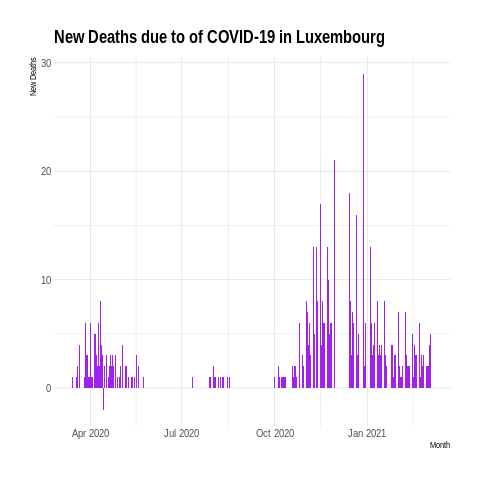 New Deaths due to of COVID-19 in Luxembourg
New Deaths
30
20
10
0
Apr 2020 Jul 2020 Oct 2020 Jan 2021
Month